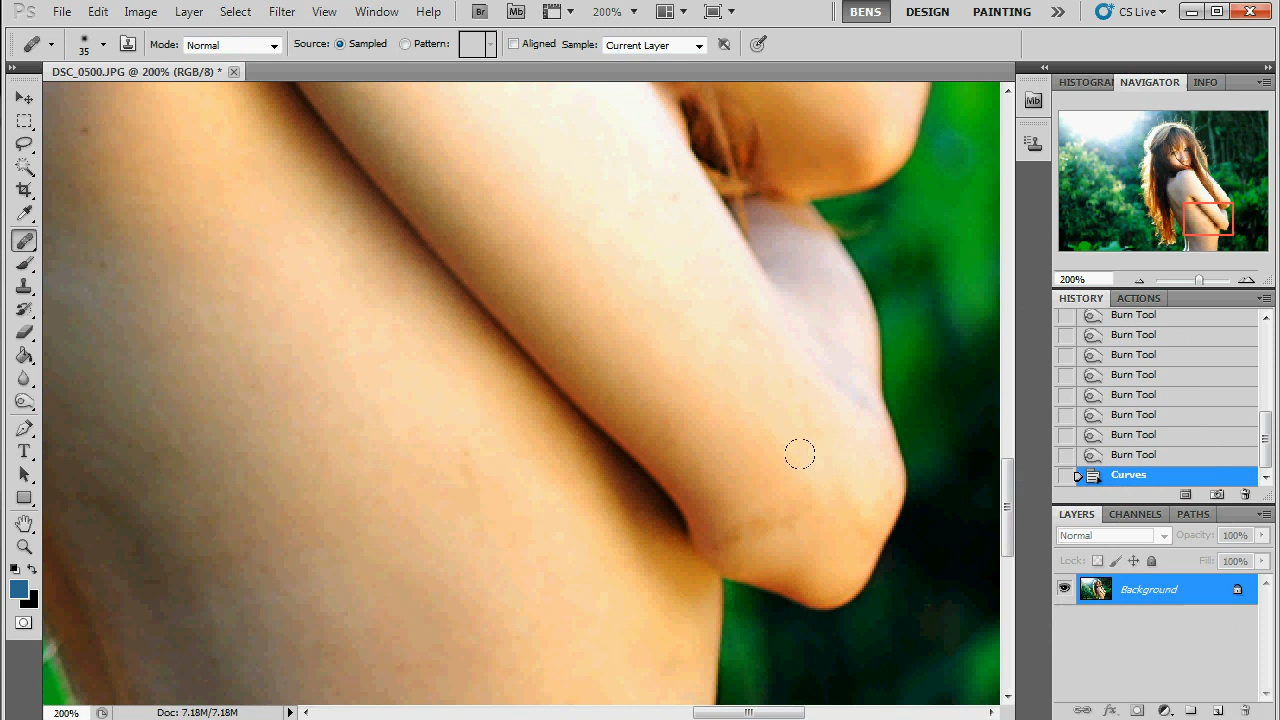 Ps File Edit Image Layer Select Filter View Window Help Br Mb 200% BENS DESIGN PAINTING CS Live
35 Mode: Normal Source: Sampled Pattern: Aligned Sample: Current Layer
DSC_0500.JPG @ 200% (RGB/8) *
HISTOGRAM NAVIGATOR INFO
Mb
200%
HISTORY ACTIONS
Burn Tool
Burn Tool
Burn Tool
Burn Tool
Burn Tool
Burn Tool
Burn Tool
Burn Tool
Curves
LAYERS CHANNELS PATHS
Normal Opacity: 100%
Locks: Fill: 100%
Background
200% Doc: 7.18M/7.18M